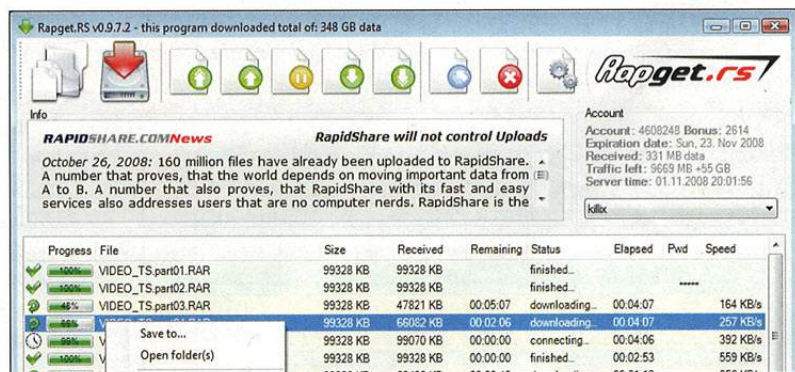 Rapget.RS v0.9.7.2 - this program downloaded total of: 348 GB data
Rapget.rs
Info
RAPIDSHARE.COMNews RapidShare will not control Uploads
October 26, 2008: 160 million files have already been uploaded to RapidShare.
A number that proves, that the world depends on moving important data from
A to B. A number that also proves, that RapidShare with its fast and easy
services also addresses users that are no computer nerds. RapidShare is the
Account
Account: 4608248 Bonus: 2614
Expiration date: Sun, 23. Nov 2008
Received: 331 MB data
Traffic left: 9669 MB +55 GB
Server time: 01.11.2008 20:01:56
killix
Progress File Size Received Remaining Status Elapsed Pwd Speed
100% VIDEO_TS.part01.RAR 99328 KB 99328 KB finished...
100% VIDEO_TS.part02.RAR 99328 KB 99328 KB finished... *****
48% VIDEO_TS.part03.RAR 99328 KB 47821 KB 00:05:07 downloading... 00:04:07 164 KB/s
66% 99328 KB 66082 KB 00:02:06 downloading... 00:04:07 257 KB/s
99% V 99328 KB 99070 KB 00:00:00 connecting... 00:04:06 392 KB/s
100% V 99328 KB 99328 KB 00:00:00 finished... 00:02:53 559 KB/s
Save to...
Open folder(s)